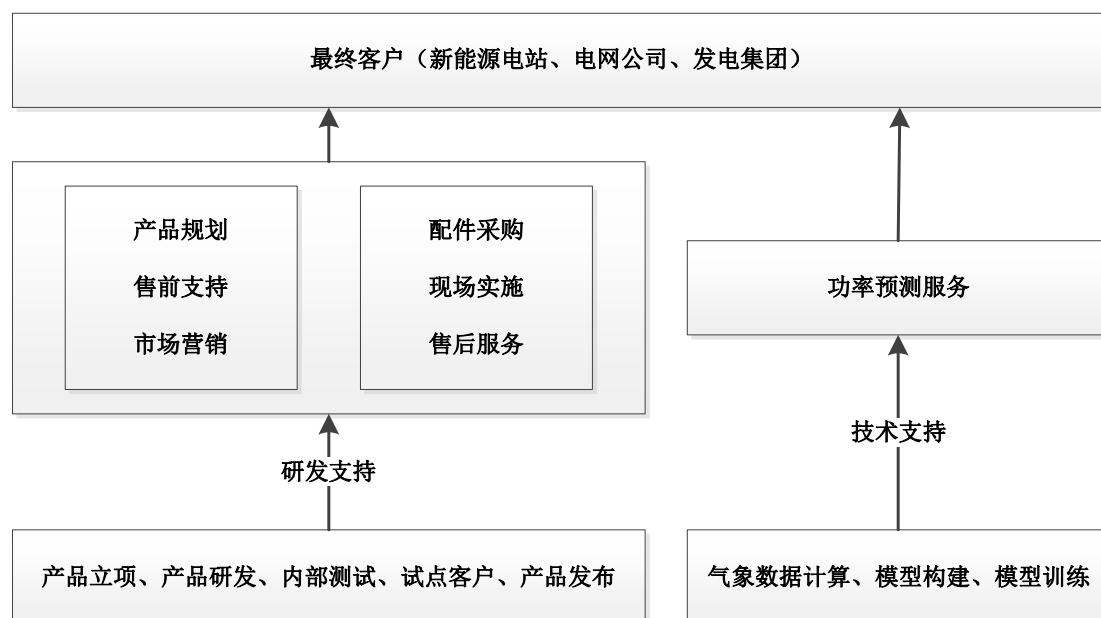 最终客户（新能源电站、电网公司、发电集团）
产品规划
售前支持
市场营销
配件采购
现场实施
售后服务
功率预测服务
研发支持
技术支持
产品立项、产品研发、内部测试、试点客户、产品发布
气象数据计算、模型构建、模型训练